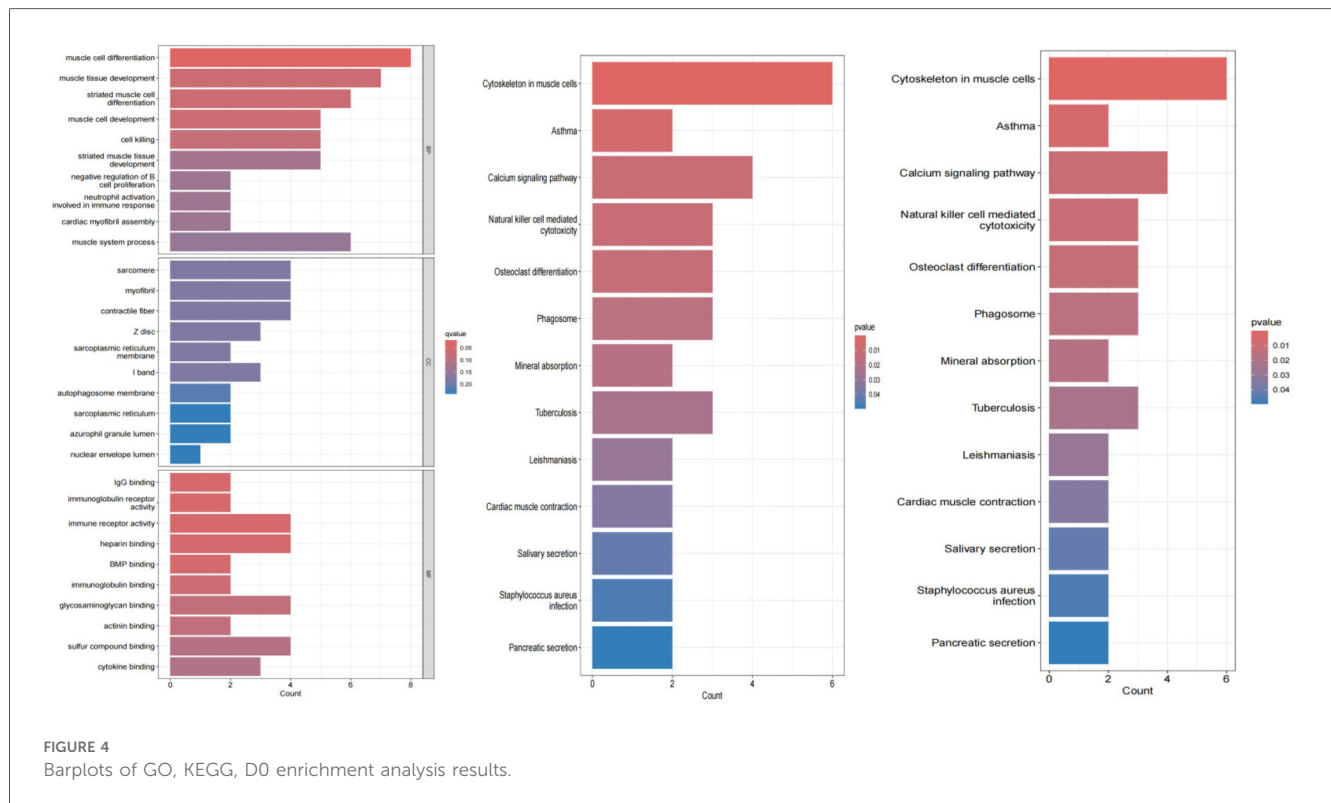 muscle cell differentiation
muscle tissue development
striated muscle cell
differentiation
muscle cell development
cell killing
striated muscle tissue
development
negative regulation of B
cell proliferation
neutrophil activation
involved in immune response
cardiac myofibril assembly
muscle system process
BP
sarcomere
myofibril
contractile fiber
Z disc
sarcoplasmic reticulum
membrane
I band
autophagosome membrane
sarcoplasmic reticulum
azurophil granule lumen
nuclear envelope lumen
CC
IgG binding
immunoglobulin receptor
activity
immune receptor activity
heparin binding
BMP binding
immunoglobulin binding
glycosaminoglycan binding
actinin binding
sulfur compound binding
cytokine binding
MF
0 2 4 6 8
Count
qvalue
0.05
0.10
0.15
0.20
Cytoskeleton in muscle cells
Asthma
Calcium signaling pathway
Natural killer cell mediated
cytotoxicity
Osteoclast differentiation
Phagosome
Mineral absorption
Tuberculosis
Leishmaniasis
Cardiac muscle contraction
Salivary secretion
Staphylococcus aureus
infection
Pancreatic secretion
0 2 4 6
Count
pvalue
0.01
0.02
0.03
0.04
Cytoskeleton in muscle cells
Asthma
Calcium signaling pathway
Natural killer cell mediated
cytotoxicity
Osteoclast differentiation
Phagosome
Mineral absorption
Tuberculosis
Leishmaniasis
Cardiac muscle contraction
Salivary secretion
Staphylococcus aureus
infection
Pancreatic secretion
0 2 4 6
Count
pvalue
0.01
0.02
0.03
0.04
FIGURE 4
Barplots of GO, KEGG, D0 enrichment analysis results.